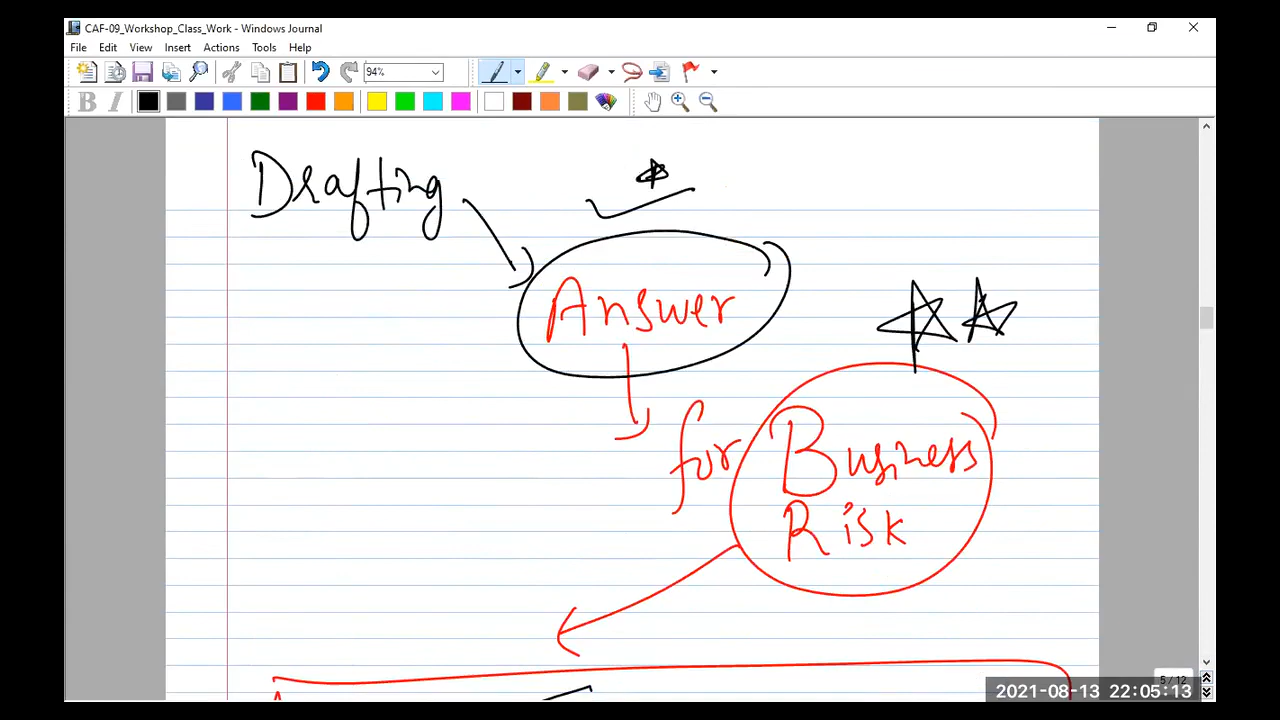 CAF-09_Workshop_Class_Work - Windows Journal
File Edit View Insert Actions Tools Help
94%
B I
Drafting
Answer
for Business
Risk
5 / 12
2021-08-13 22:05:13